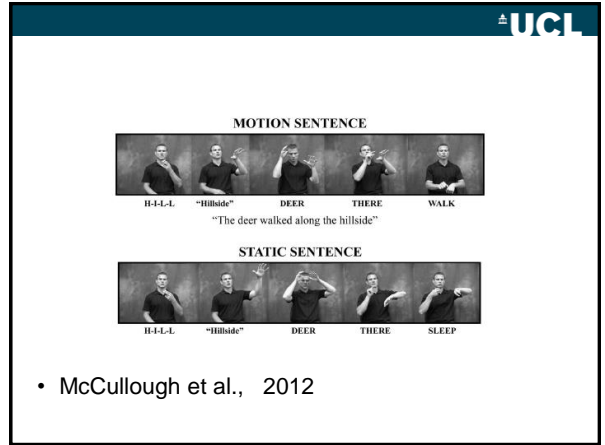 UCL
MOTION SENTENCE
H-I-L-L "Hillside" DEER THERE WALK
"The deer walked along the hillside"
STATIC SENTENCE
H-I-L-L "Hillside" DEER THERE SLEEP
• McCullough et al., 2012